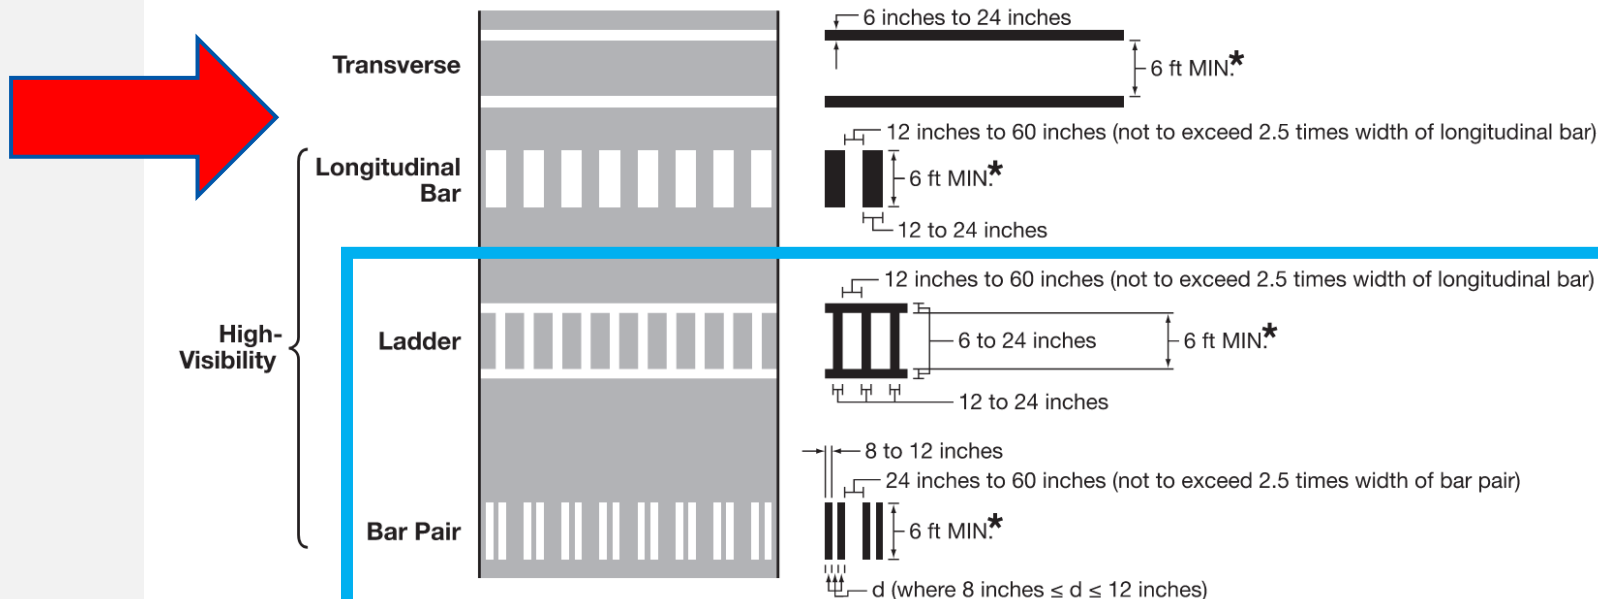 6 inches to 24 inches
Transverse
6 ft MIN.*
12 inches to 60 inches (not to exceed 2.5 times width of longitudinal bar)
Longitudinal
Bar
6 ft MIN.*
12 to 24 inches
12 inches to 60 inches (not to exceed 2.5 times width of longitudinal bar)
High-
Visibility
Ladder
6 to 24 inches
6 ft MIN.*
12 to 24 inches
8 to 12 inches
24 inches to 60 inches (not to exceed 2.5 times width of bar pair)
Bar Pair
6 ft MIN.*
d (where 8 inches ≤ d ≤ 12 inches)